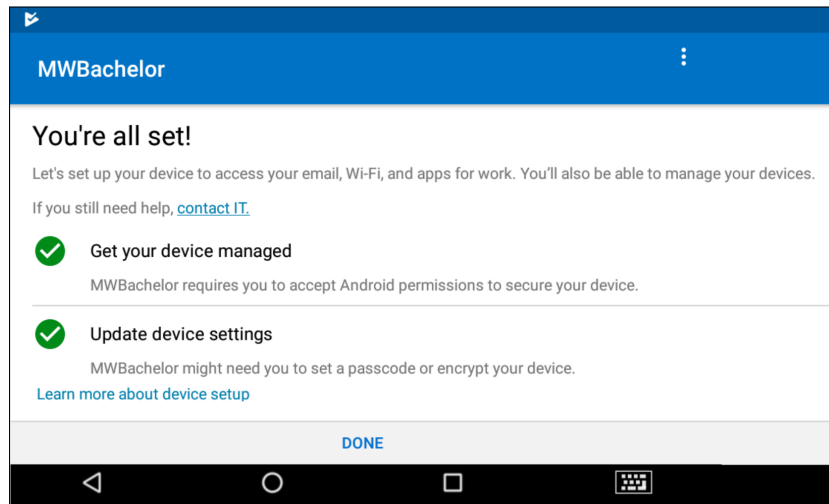 MWBachelor
You're all set!
Let's set up your device to access your email, Wi-Fi, and apps for work. You'll also be able to manage your devices.
If you still need help, contact IT.
Get your device managed
MWBachelor requires you to accept Android permissions to secure your device.
Update device settings
MWBachelor might need you to set a passcode or encrypt your device.
Learn more about device setup
DONE